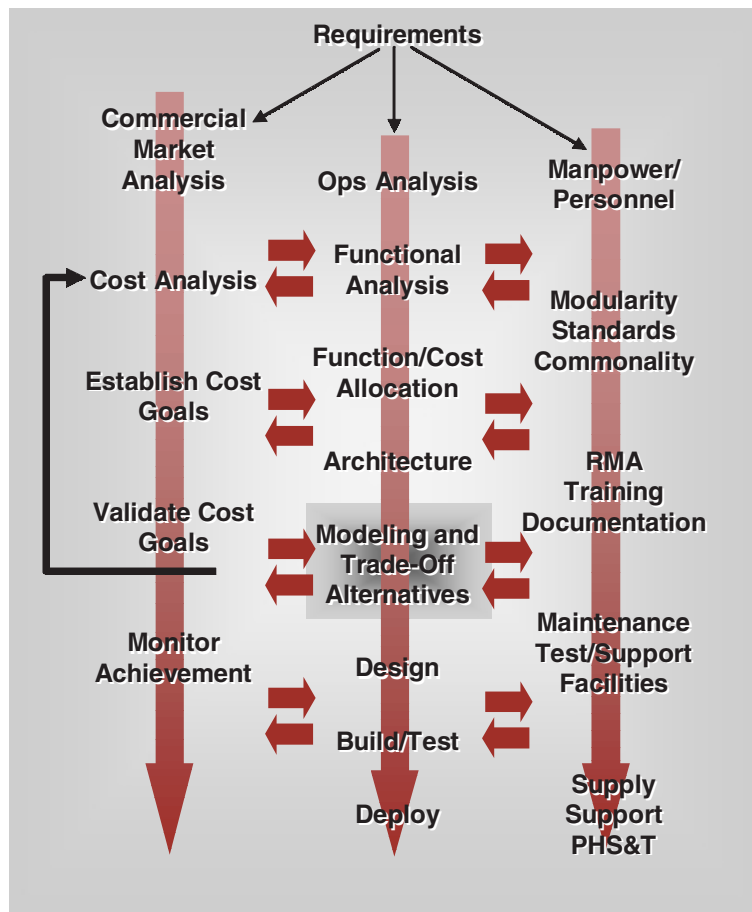 Requirements
Commercial
Market
Analysis
Ops Analysis
Manpower/
Personnel
Cost Analysis
Functional
Analysis
Modularity
Standards
Commonality
Establish Cost
Goals
Function/Cost
Allocation
Architecture
RMA
Training
Documentation
Validate Cost
Goals
Modeling and
Trade-Off
Alternatives
Maintenance
Test/Support
Facilities
Monitor
Achievement
Design
Build/Test
Deploy
Supply
Support
PHS&T